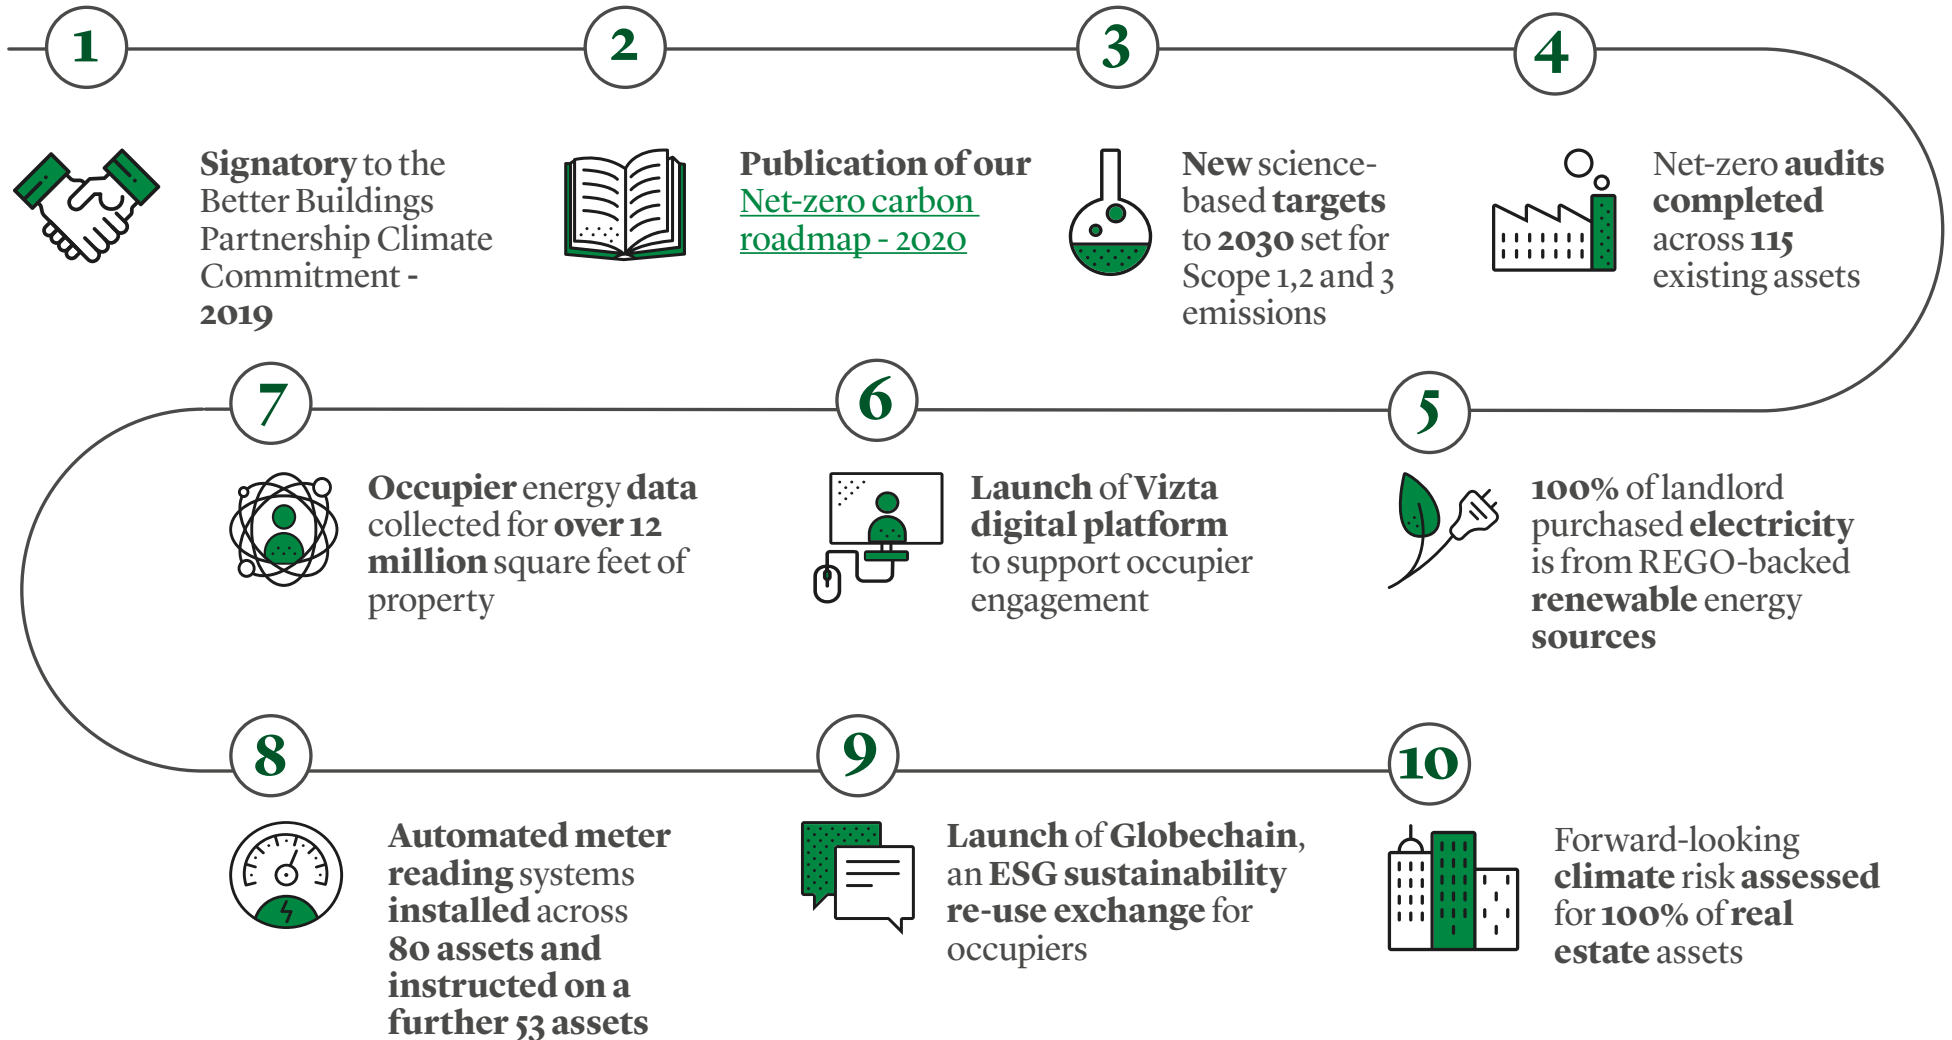 1
Signatory to the
Better Buildings
Partnership Climate
Commitment -
2019
2
Publication of our
Net-zero carbon
roadmap - 2020
3
New science-
based targets
to 2030 set for
Scope 1,2 and 3
emissions
4
Net-zero audits
completed
across 115
existing assets
5
100% of landlord
purchased electricity
is from REGO-backed
renewable energy
sources
6
Launch of Vizta
digital platform
to support occupier
engagement
7
Occupier energy data
collected for over 12
million square feet of
property
8
Automated meter
reading systems
installed across
80 assets and
instructed on a
further 53 assets
9
Launch of Globechain,
an ESG sustainability
re-use exchange for
occupiers
10
Forward-looking
climate risk assessed
for 100% of real
estate assets